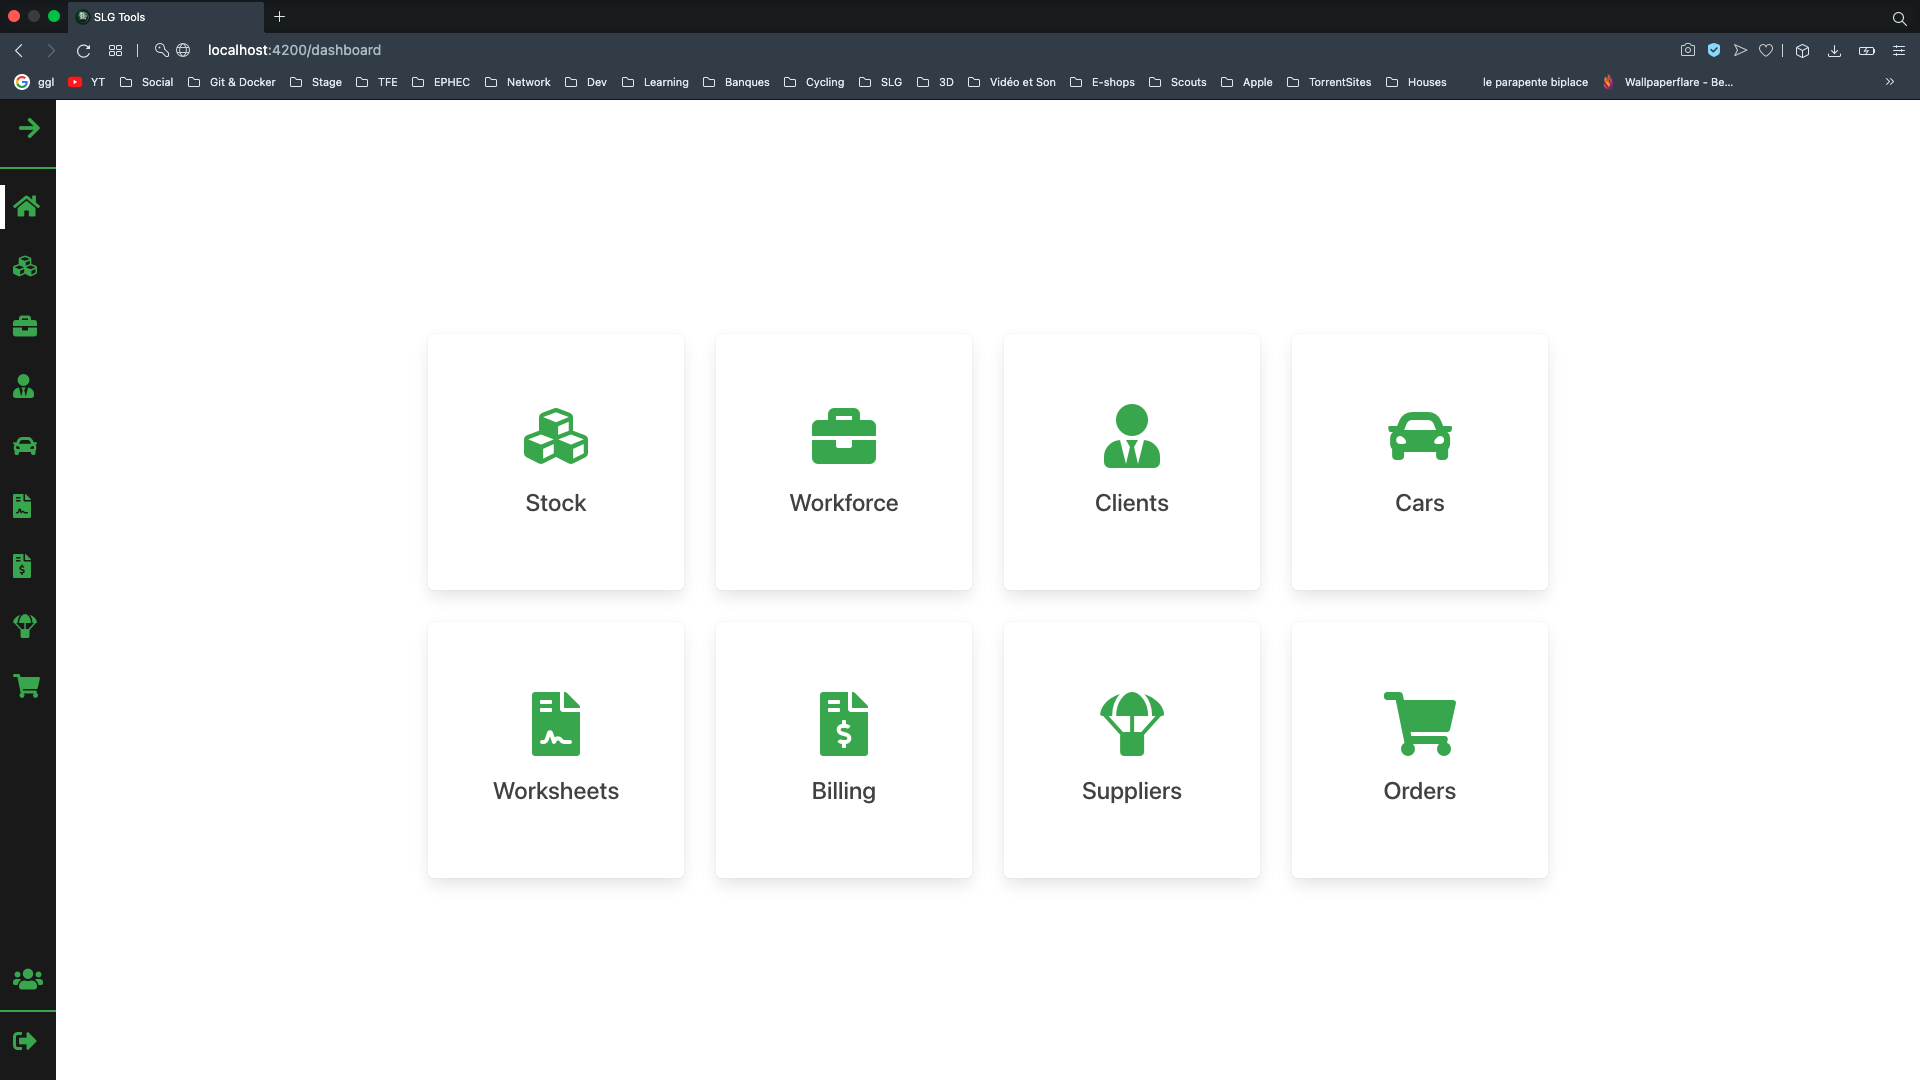 SLG Tools
localhost:4200/dashboard
ggl YT Social Git & Docker Stage TFE EPHEC Network Dev Learning Banques Cycling SLG 3D Vidéo et Son E-shops Scouts Apple TorrentSites Houses le parapente biplace Wallpaperflare - Be...
Stock Workforce Clients Cars
Worksheets Billing Suppliers Orders